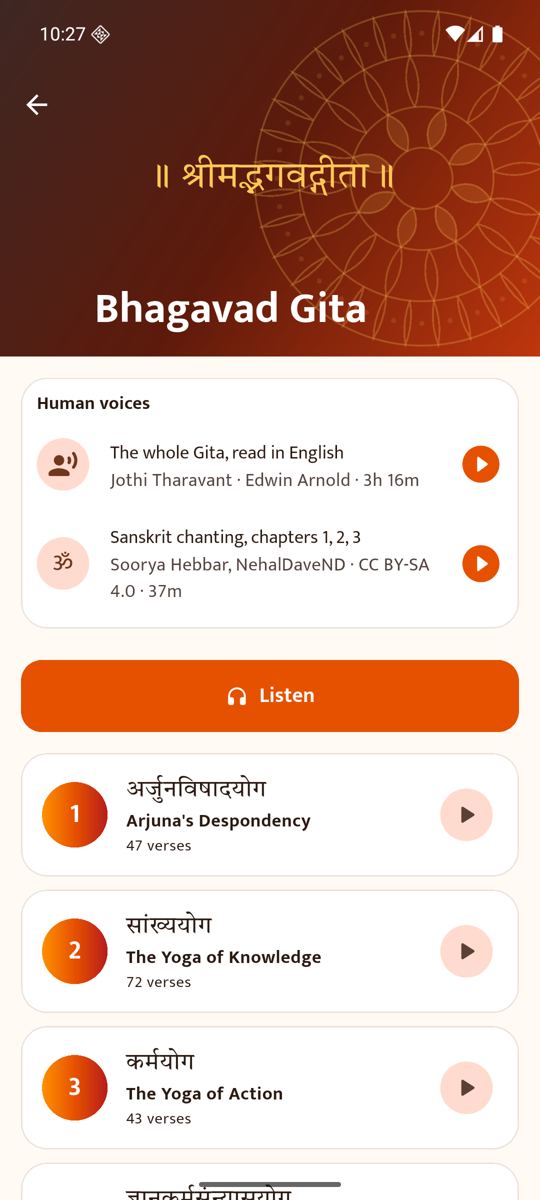 10:27
॥ श्रीमद्भगवद्गीता ॥
Bhagavad Gita
Human voices
The whole Gita, read in English
Jothi Tharavant · Edwin Arnold · 3h 16m
Sanskrit chanting, chapters 1, 2, 3
ॐ
Soorya Hebbar, NehalDaveND · CC BY-SA
4.0 · 37m
Listen
1
अर्जुनविषादयोग
Arjuna's Despondency
47 verses
2
सांख्ययोग
The Yoga of Knowledge
72 verses
3
कर्मयोग
The Yoga of Action
43 verses
ज्ञानकर्मसंन्यासयोग